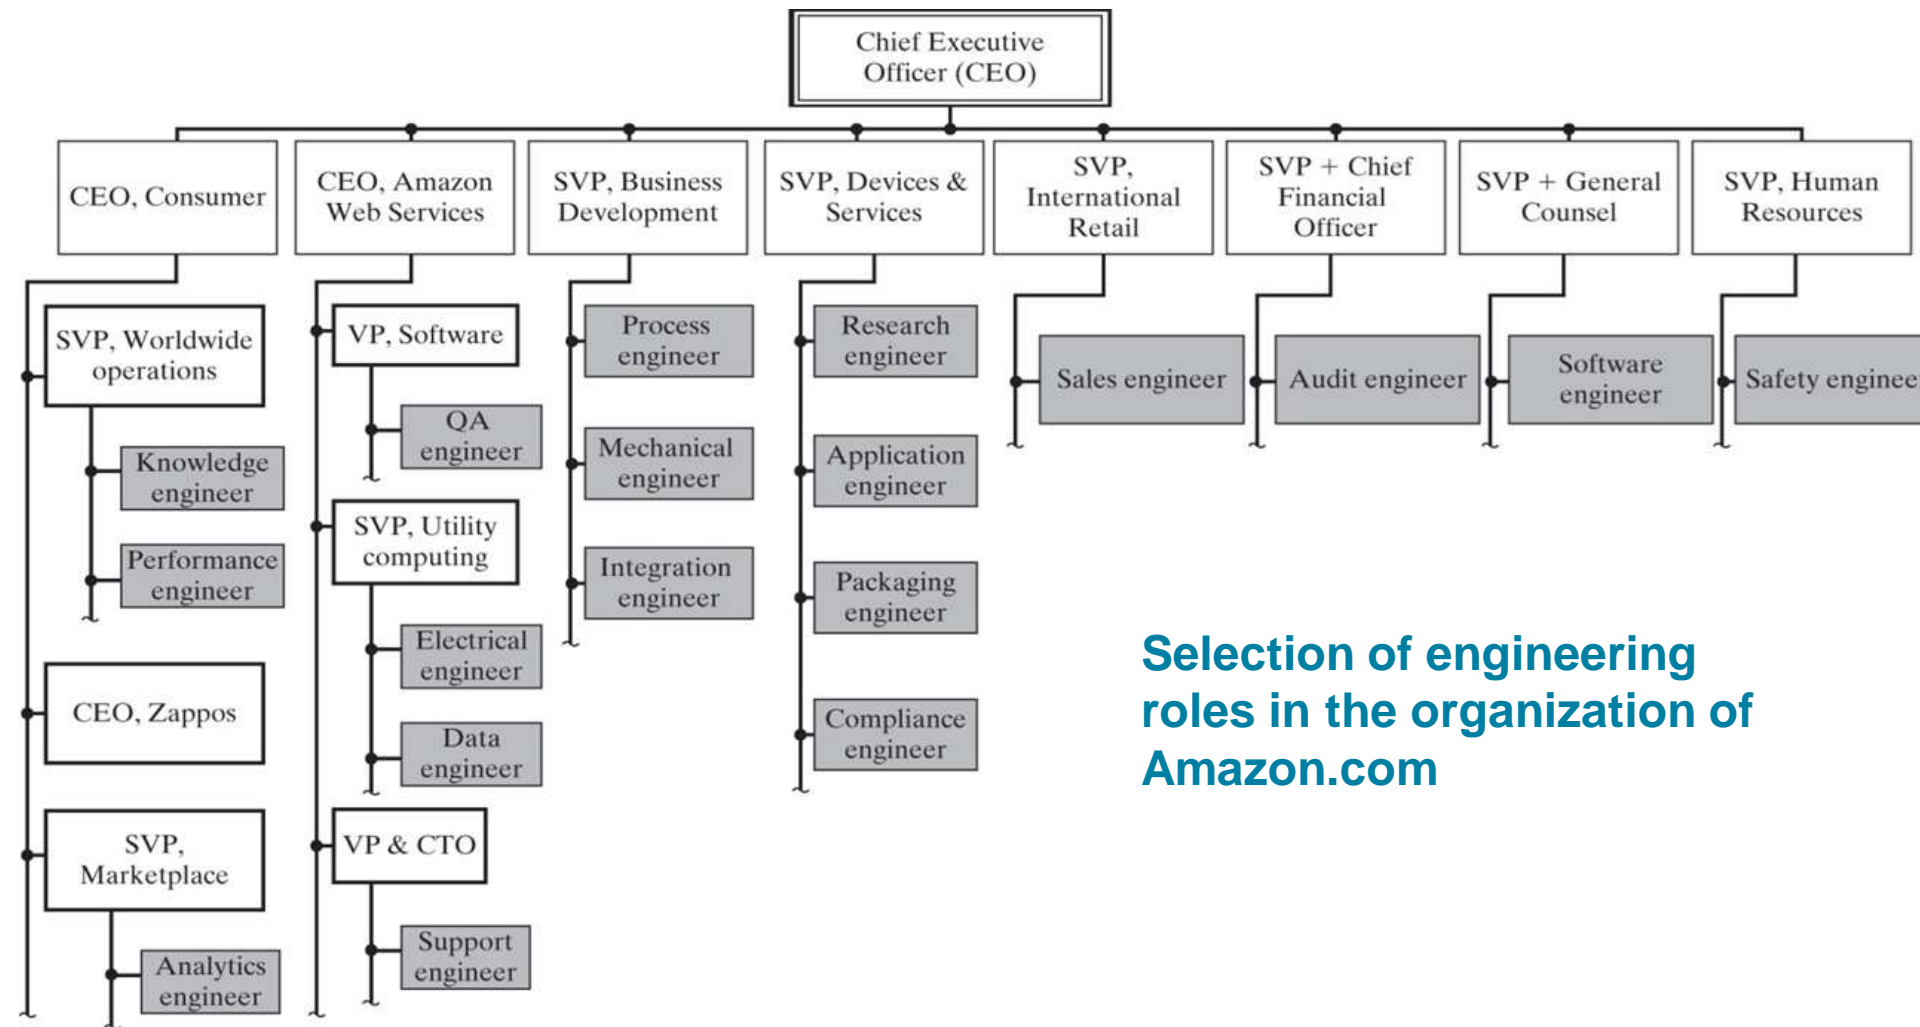 Chief Executive
Officer (CEO)
CEO, Consumer
CEO, Amazon
Web Services
SVP, Business
Development
SVP, Devices &
Services
SVP,
International
Retail
SVP + Chief
Financial
Officer
SVP + General
Counsel
SVP, Human
Resources
SVP, Worldwide
operations
Knowledge
engineer
Performance
engineer
CEO, Zappos
SVP,
Marketplace
Analytics
engineer
VP, Software
QA
engineer
SVP, Utility
computing
Electrical
engineer
Data
engineer
VP & CTO
Support
engineer
Process
engineer
Mechanical
engineer
Integration
engineer
Research
engineer
Application
engineer
Packaging
engineer
Compliance
engineer
Sales engineer
Audit engineer
Software
engineer
Safety enginee
Selection of engineering
roles in the organization of
Amazon.com